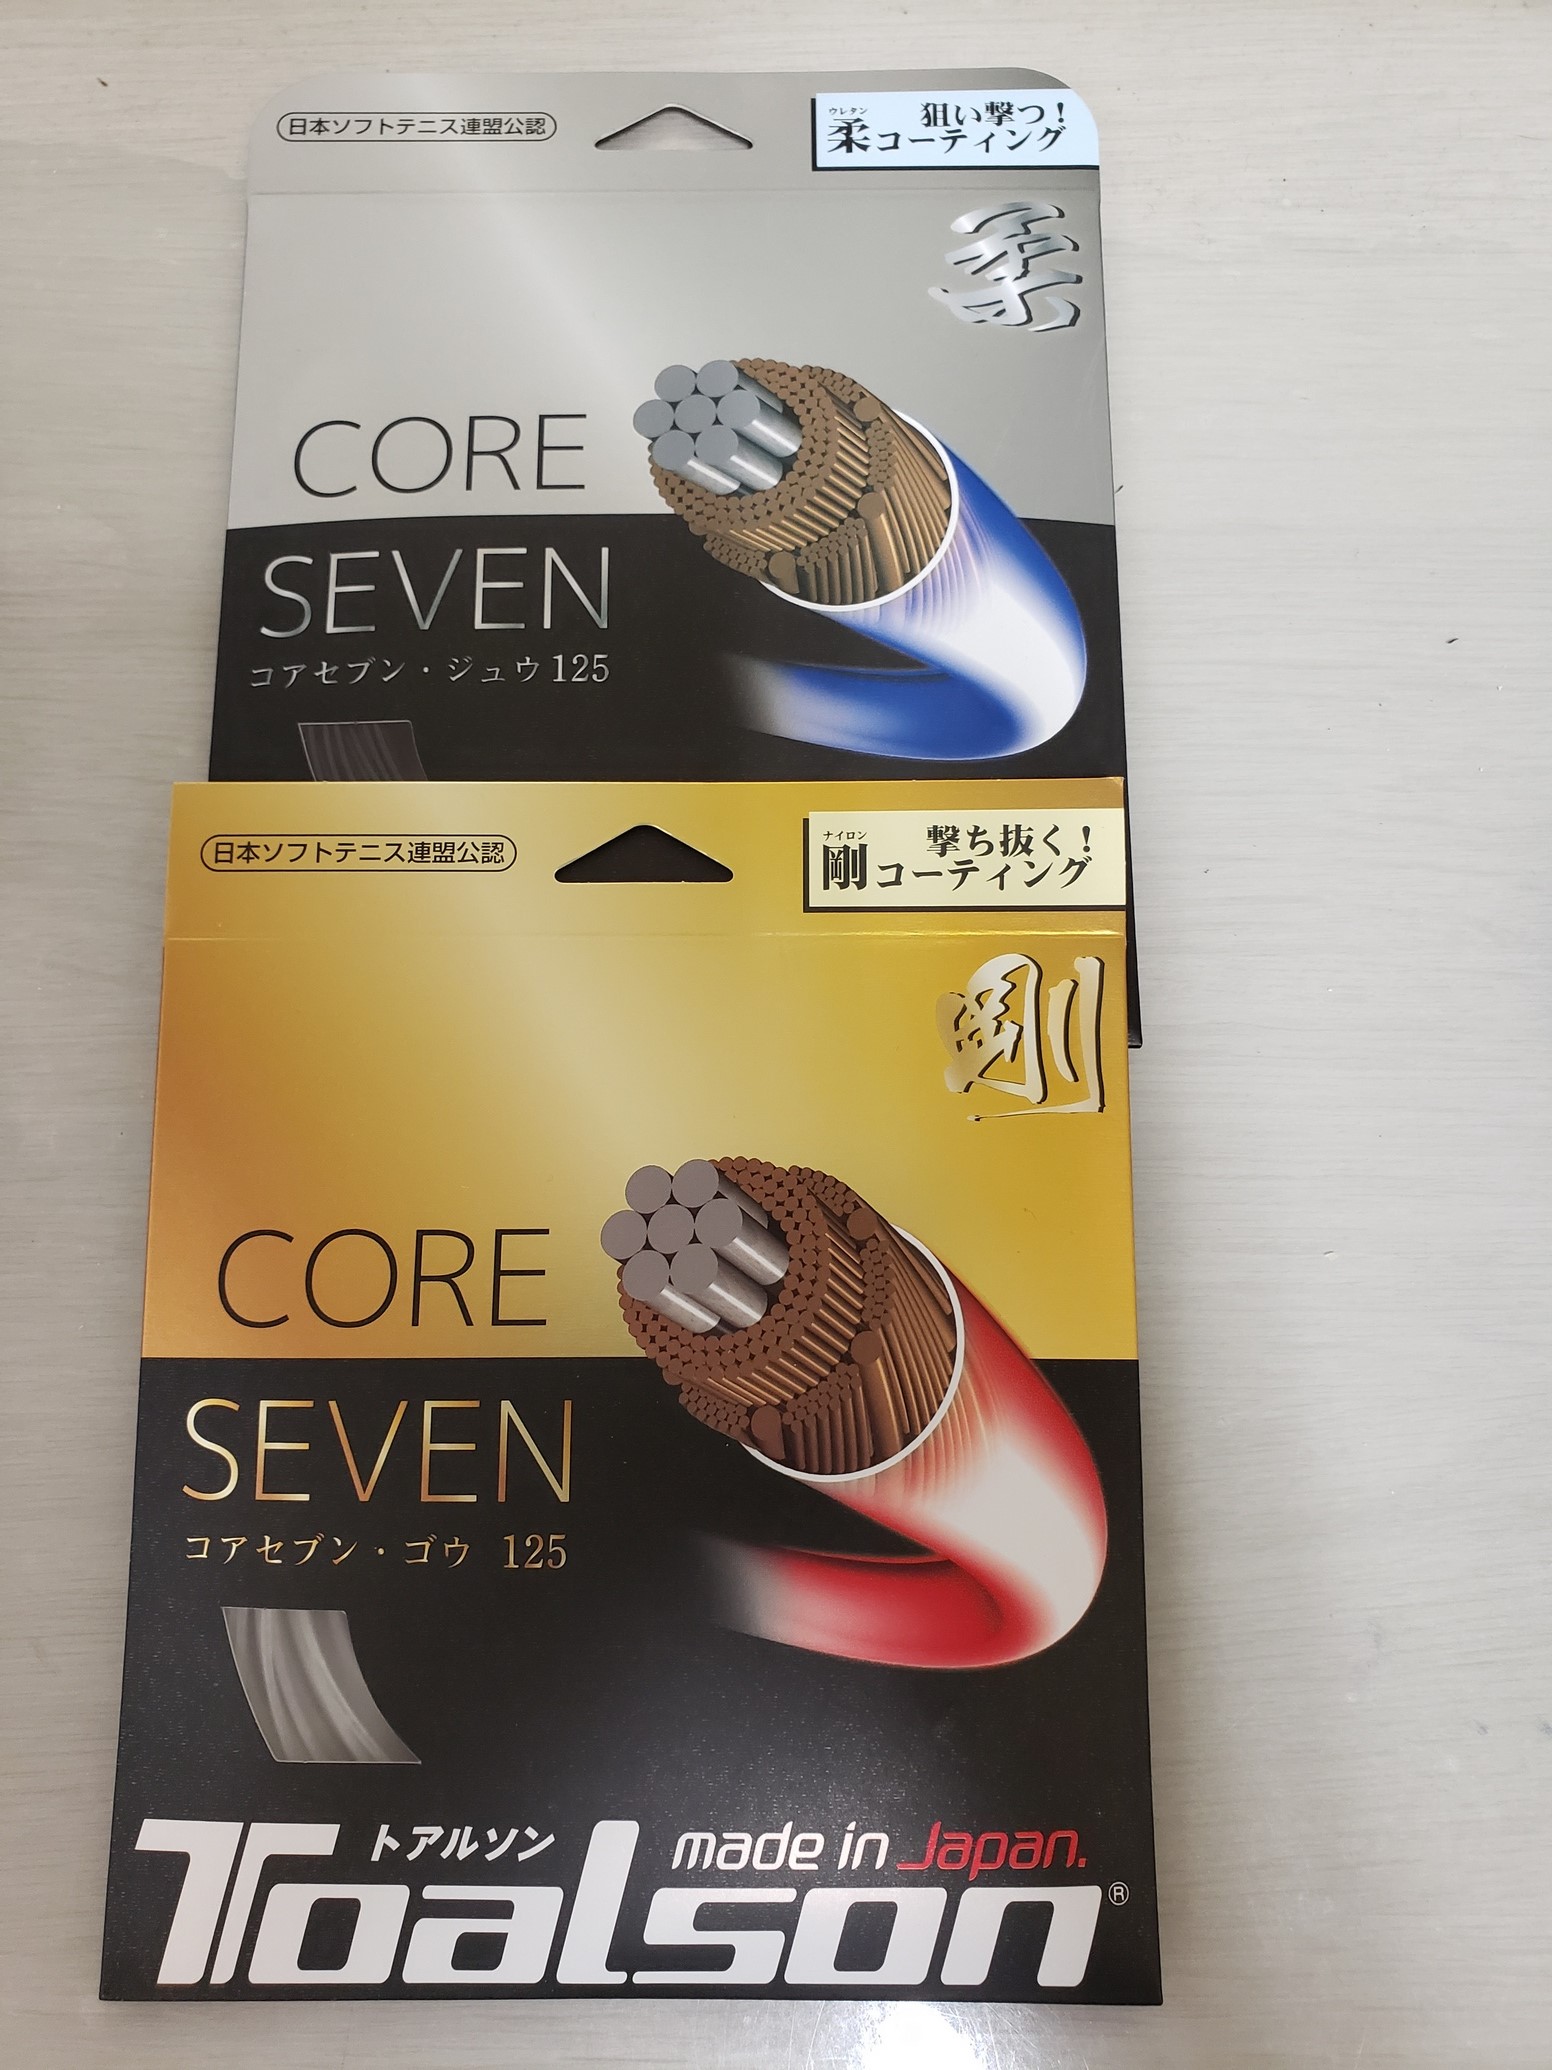 日本ソフトテニス連盟公認
狙い撃つ!
ウレタン
柔コーティング
柔
CORE
SEVEN
コアセブン・ジュウ125
日本ソフトテニス連盟公認
撃ち抜く!
ナイロン
剛コーティング
剛
CORE
SEVEN
コアセブン・ゴウ 125
トアルソン
made in Japan.
Toalson®